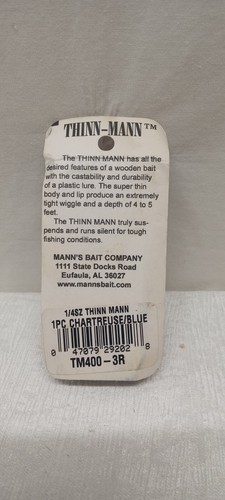 THINN-MANN™
The THINN MANN has all the
desired features of a wooden bait
with the castability and durability
of a plastic lure. The super thin
body and lip produce an extremely
tight wiggle and a depth of 4 to 5
feet.
The THINN MANN truly sus-
pends and runs silent for tough
fishing conditions.
MANN'S BAIT COMPANY
1111 State Docks Road
Eufaula, AL 36027
www.mannsbait.com
1/4SZ THINN MANN
1PC CHARTREUSE/BLUE
0 47079 29202 8
TM400-3R